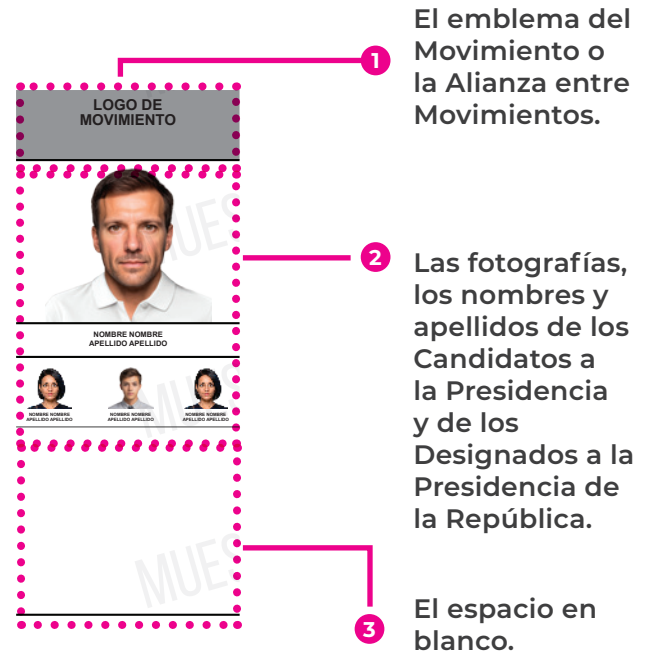 1
El emblema del
Movimiento o
la Alianza entre
Movimientos.
LOGO DE
MOVIMIENTO
MUES
2
Las fotografías,
los nombres y
apellidos de los
Candidatos a
la Presidencia
y de los
Designados a la
Presidencia de
la República.
NOMBRE NOMBRE
APELLIDO APELLIDO
NOMBRE NOMBRE
APELLIDO APELLIDO
NOMBRE NOMBRE
APELLIDO APELLIDO
NOMBRE NOMBRE
APELLIDO APELLIDO
MUES
MUES
3
El espacio en
blanco.